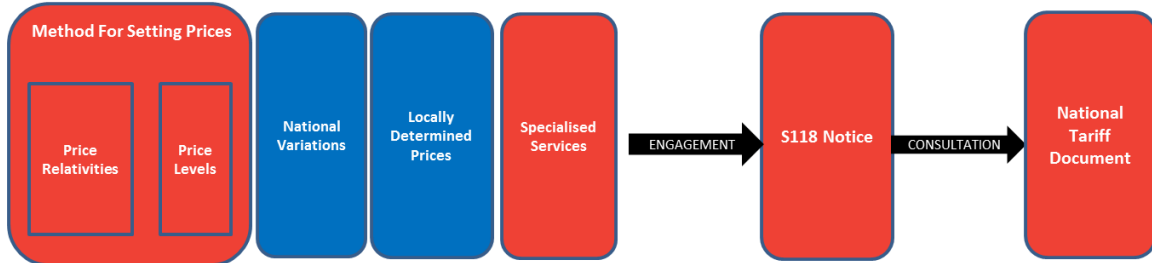 Method For Setting Prices
Price
Relativities
Price
Levels
National
Variations
Locally
Determined
Prices
Specialised
Services
ENGAGEMENT
S118 Notice
CONSULTATION
National
Tariff
Document